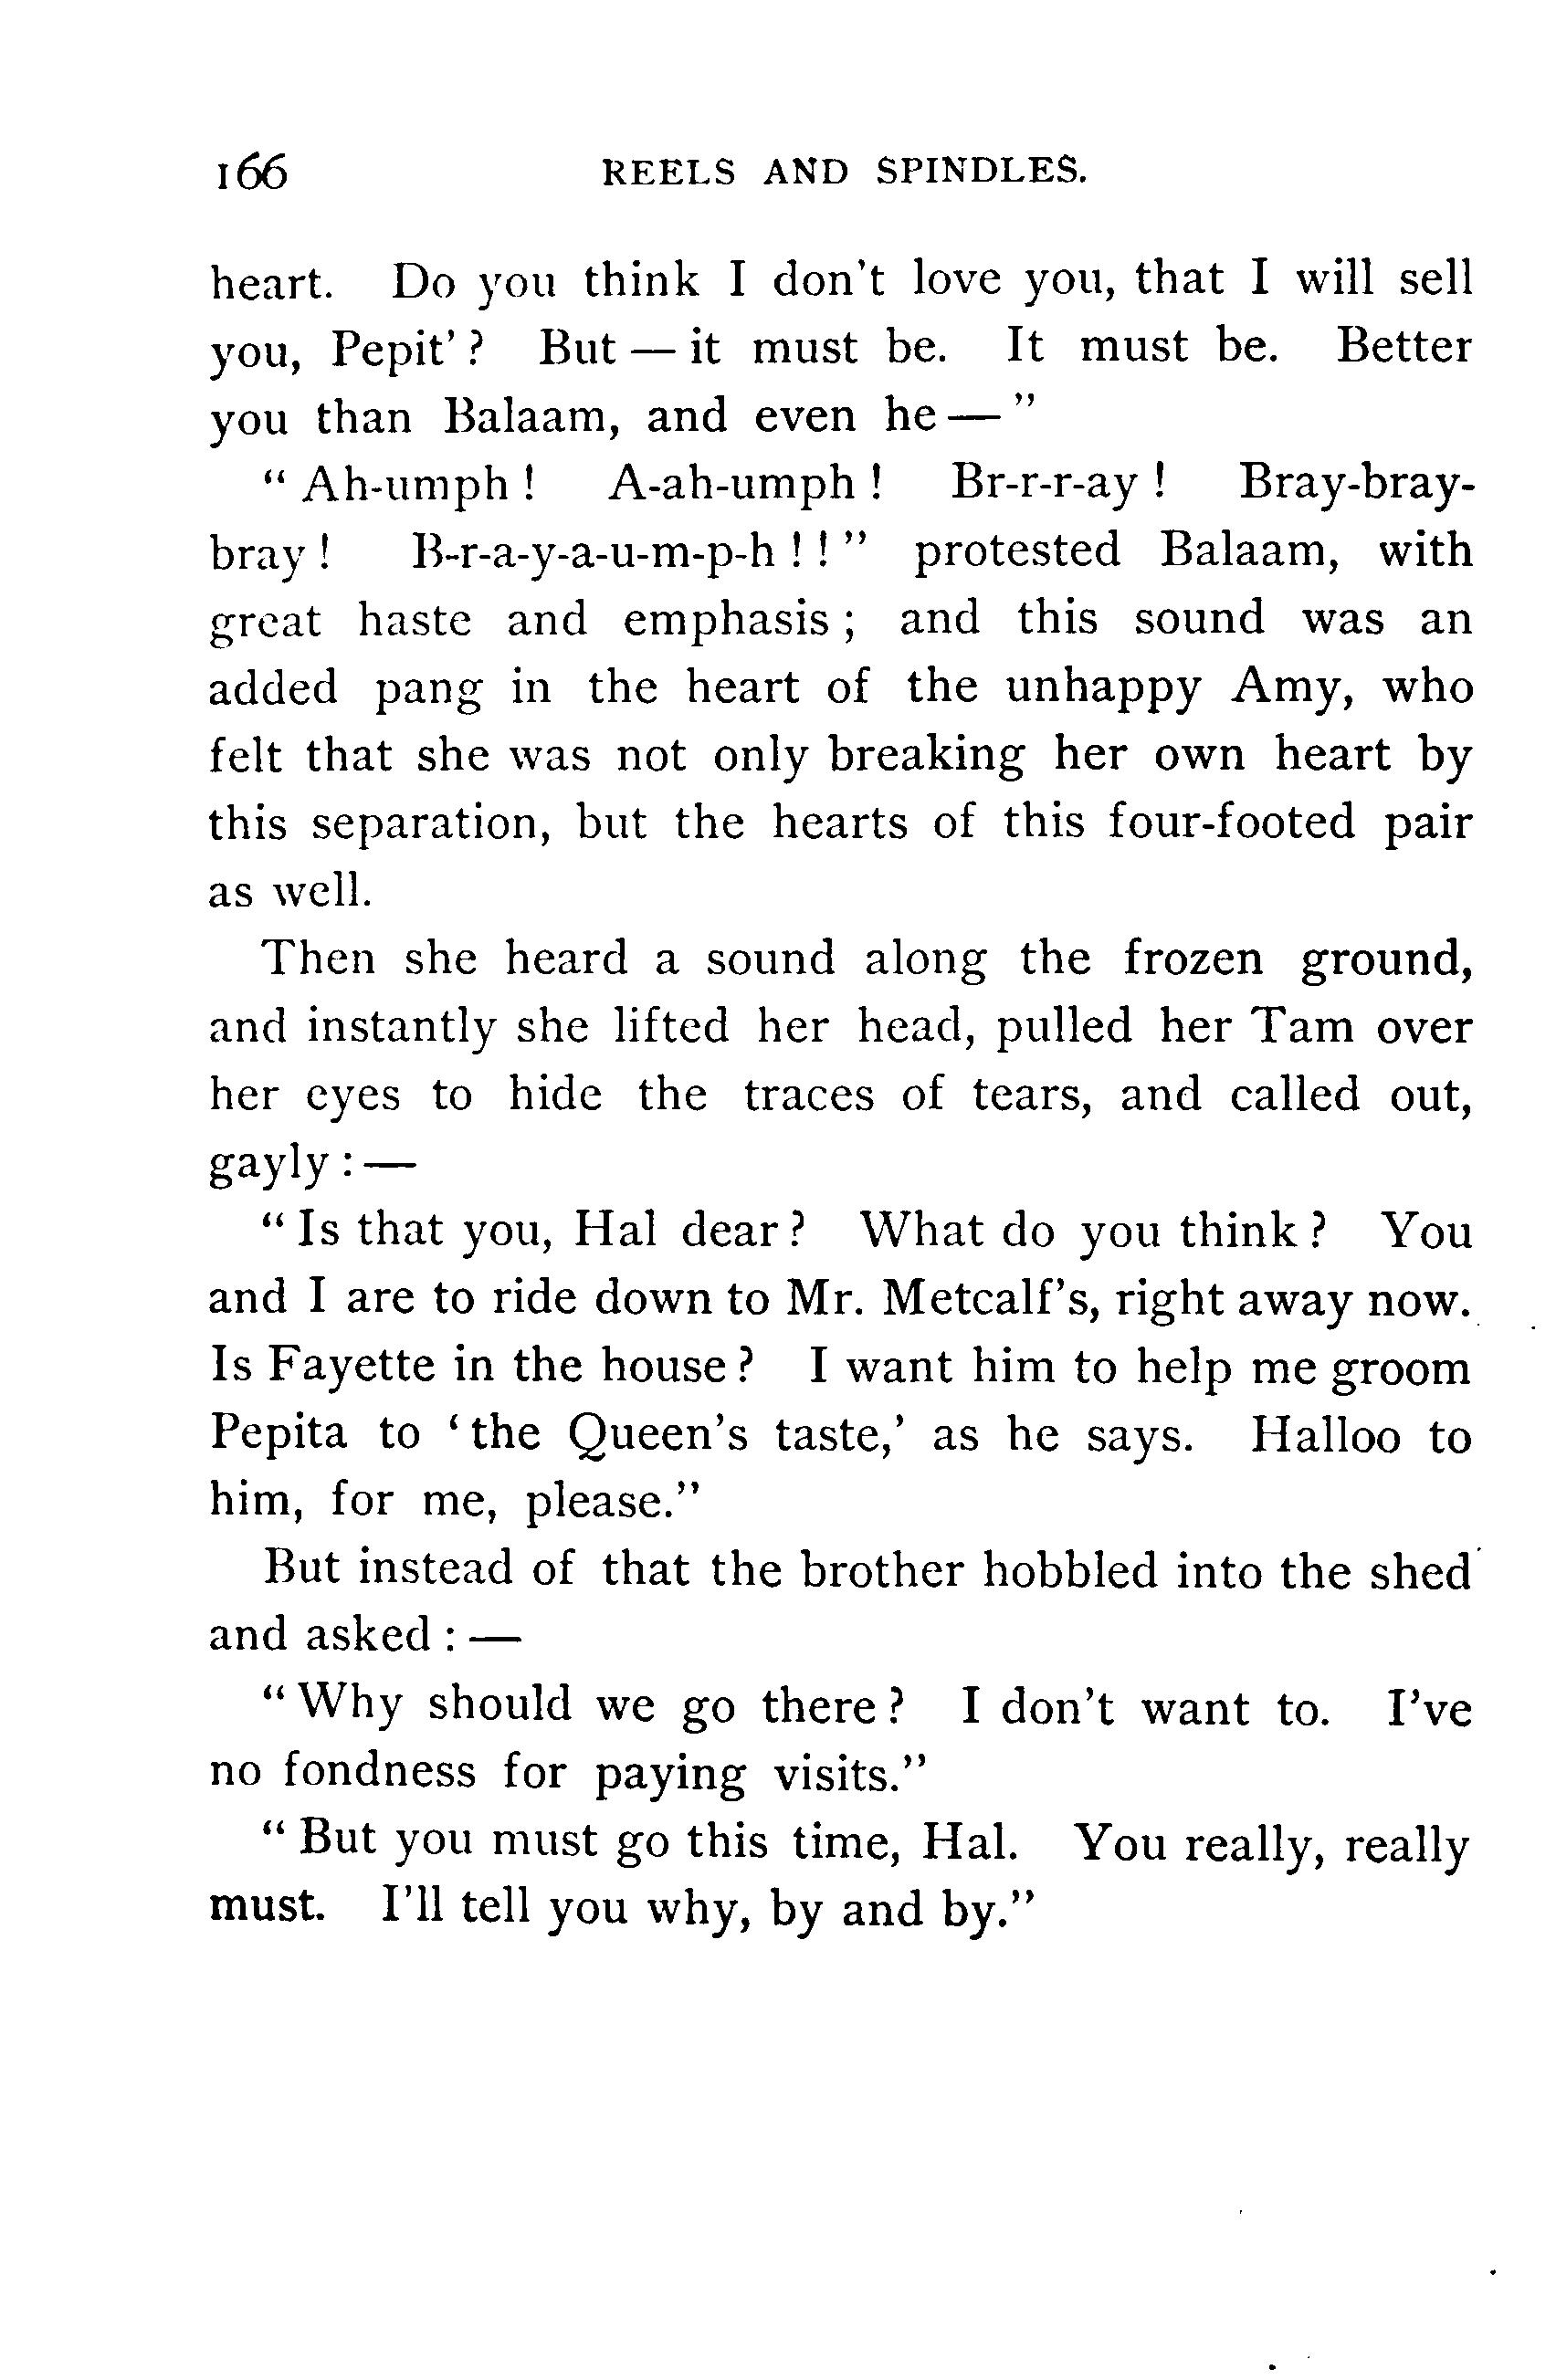 166 REELS AND SPINDLES.
heart. Do you think I don't love you, that I will sell
you, Pepit'? But — it must be. It must be. Better
you than Balaam, and even he — "
"Ah-umph! A-ah-umph! Br-r-r-ay! Bray-bray-
bray! B-r-a-y-a-u-m-p-h!!" protested Balaam, with
great haste and emphasis; and this sound was an
added pang in the heart of the unhappy Amy, who
felt that she was not only breaking her own heart by
this separation, but the hearts of this four-footed pair
as well.
Then she heard a sound along the frozen ground,
and instantly she lifted her head, pulled her Tam over
her eyes to hide the traces of tears, and called out,
gayly: —
"Is that you, Hal dear? What do you think? You
and I are to ride down to Mr. Metcalf's, right away now.
Is Fayette in the house? I want him to help me groom
Pepita to 'the Queen's taste,' as he says. Halloo to
him, for me, please."
But instead of that the brother hobbled into the shed
and asked: —
"Why should we go there? I don't want to. I've
no fondness for paying visits."
"But you must go this time, Hal. You really, really
must. I'll tell you why, by and by."